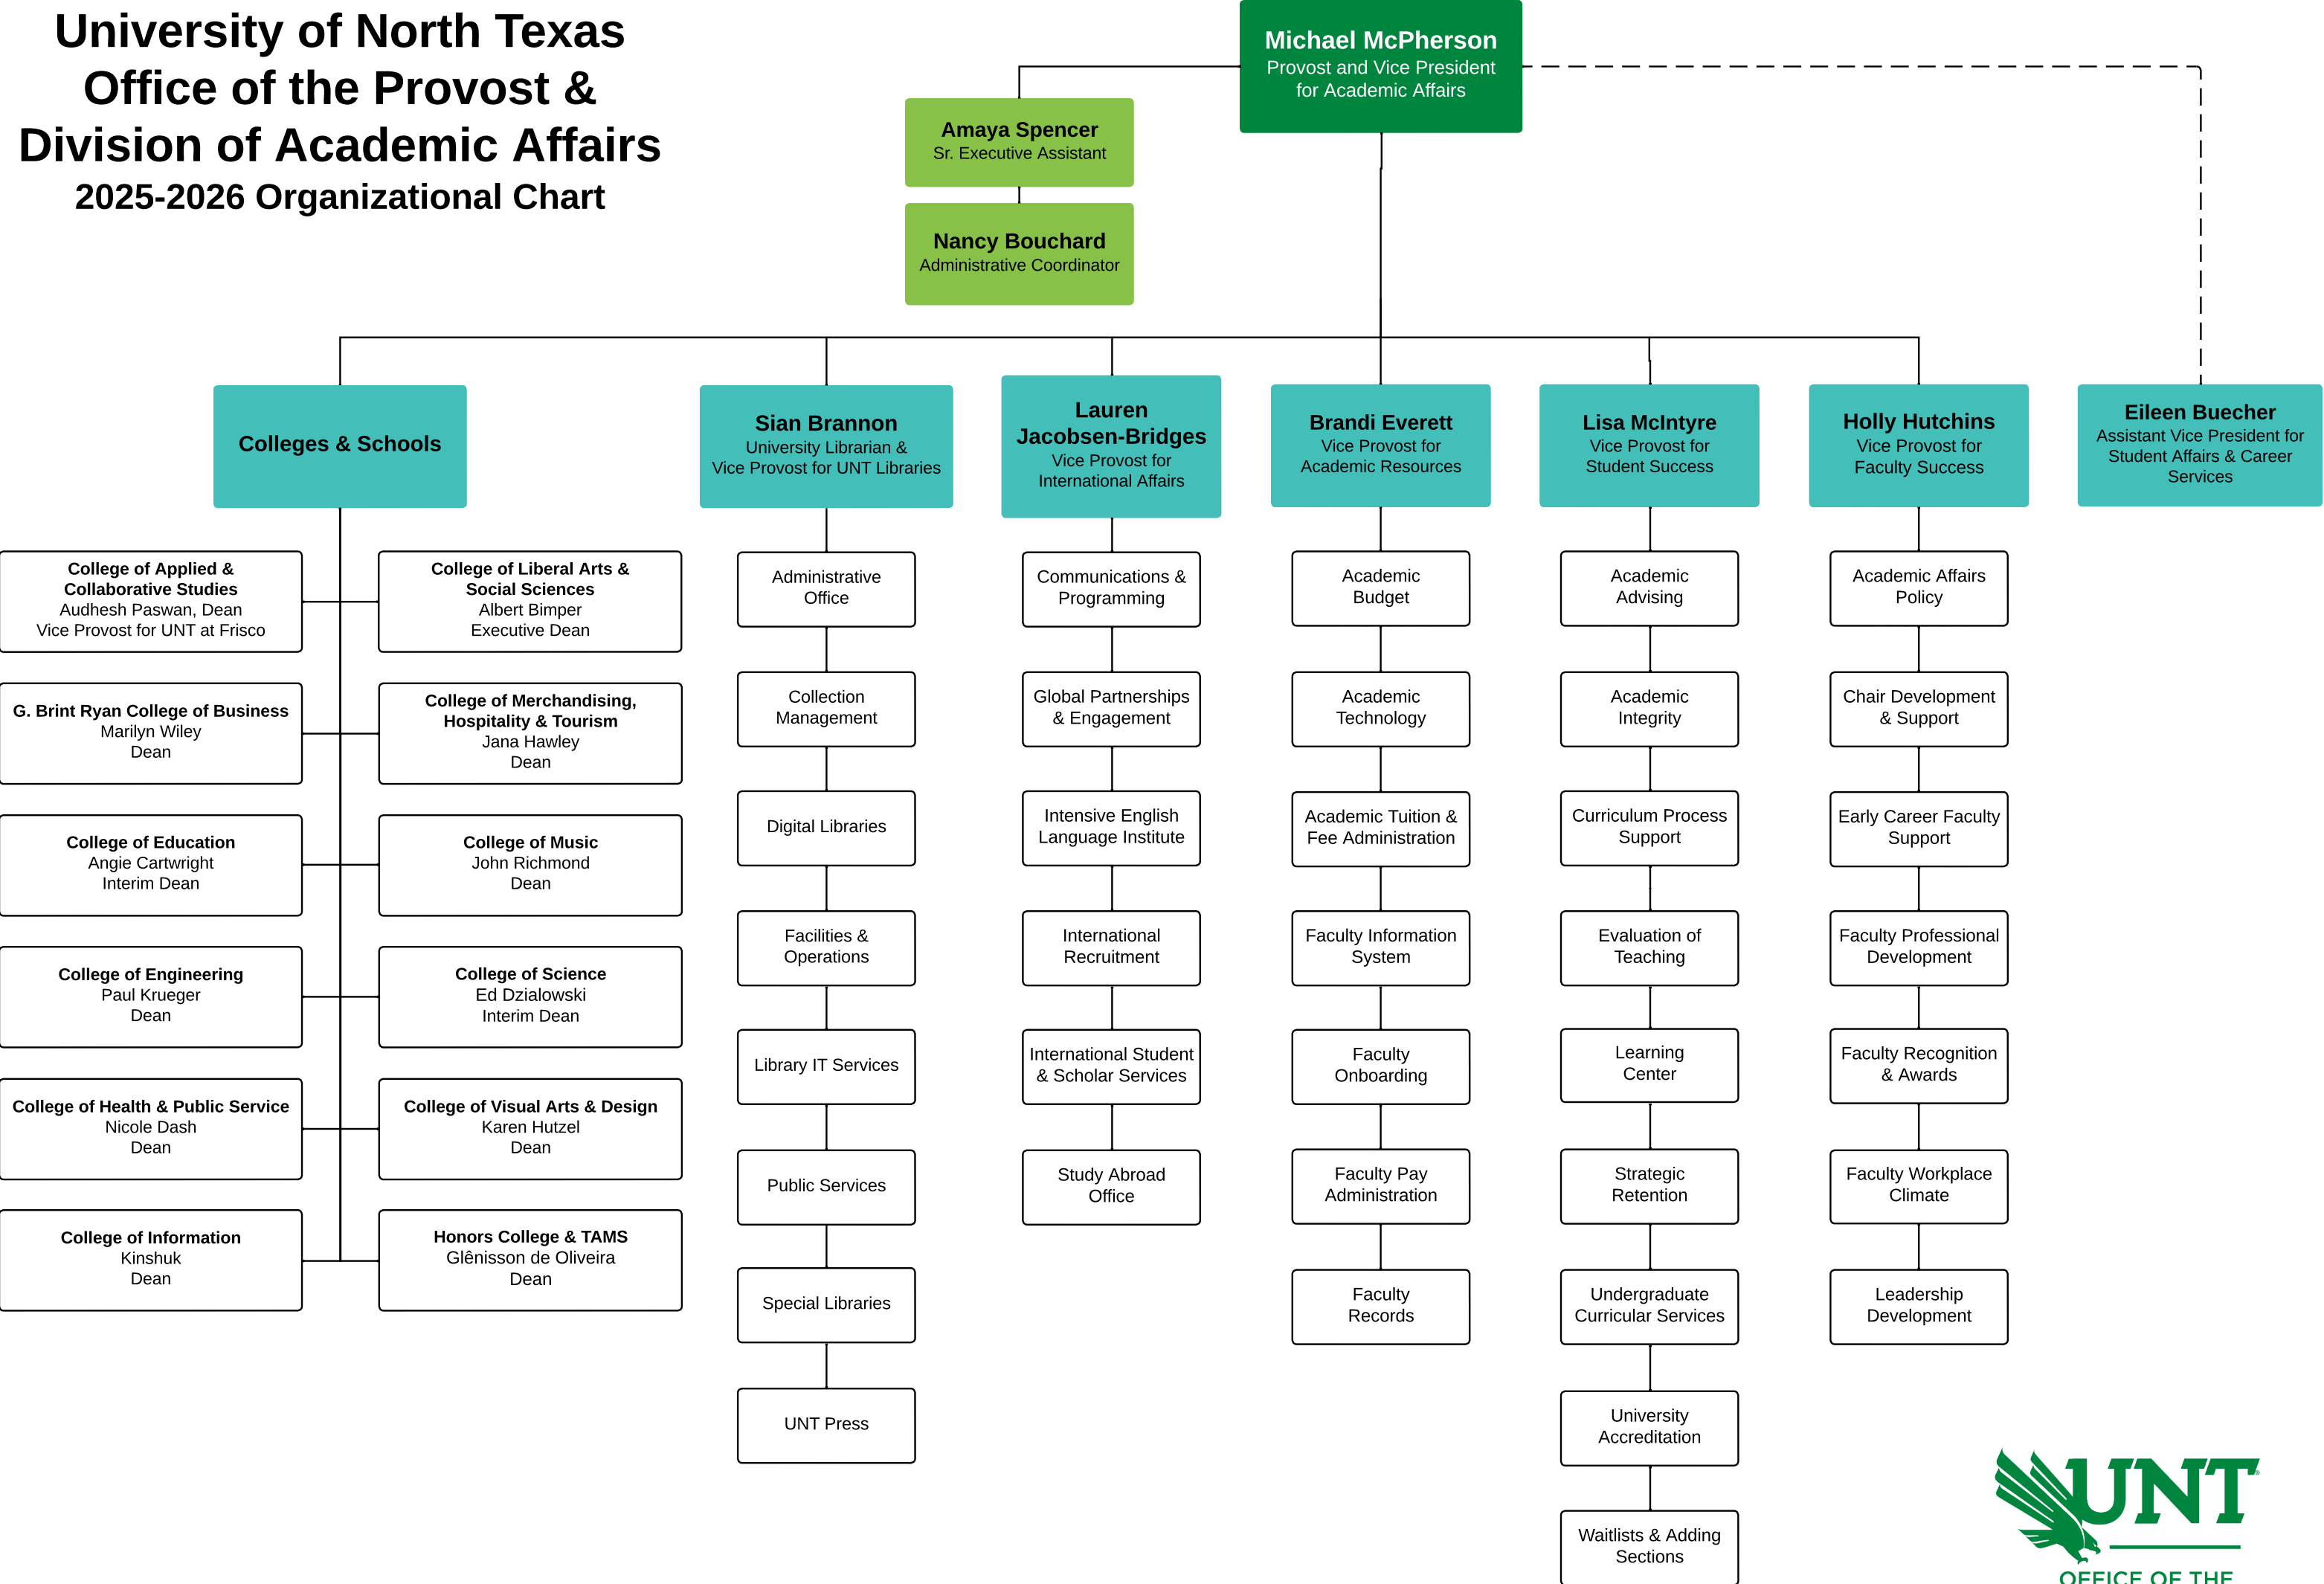 University of North Texas
Office of the Provost &
Division of Academic Affairs
2025-2026 Organizational Chart
Michael McPherson
Provost and Vice President
for Academic Affairs
Amaya Spencer
Sr. Executive Assistant
Nancy Bouchard
Administrative Coordinator
Colleges & Schools
College of Applied &
Collaborative Studies
Audhesh Paswan, Dean
Vice Provost for UNT at Frisco
College of Liberal Arts &
Social Sciences
Albert Bimper
Executive Dean
G. Brint Ryan College of Business
Marilyn Wiley
Dean
College of Merchandising,
Hospitality & Tourism
Jana Hawley
Dean
College of Education
Angie Cartwright
Interim Dean
College of Music
John Richmond
Dean
College of Engineering
Paul Krueger
Dean
College of Science
Ed Dzialowski
Interim Dean
College of Health & Public Service
Nicole Dash
Dean
College of Visual Arts & Design
Karen Hutzel
Dean
College of Information
Kinshuk
Dean
Honors College & TAMS
Glênisson de Oliveira
Dean
Sian Brannon
University Librarian &
Vice Provost for UNT Libraries
Administrative
Office
Collection
Management
Digital Libraries
Facilities &
Operations
Library IT Services
Public Services
Special Libraries
UNT Press
Lauren
Jacobsen-Bridges
Vice Provost for
International Affairs
Communications &
Programming
Global Partnerships
& Engagement
Intensive English
Language Institute
International
Recruitment
International Student
& Scholar Services
Study Abroad
Office
Brandi Everett
Vice Provost for
Academic Resources
Academic
Budget
Academic
Technology
Academic Tuition &
Fee Administration
Faculty Information
System
Faculty
Onboarding
Faculty Pay
Administration
Faculty
Records
Lisa McIntyre
Vice Provost for
Student Success
Academic
Advising
Academic
Integrity
Curriculum Process
Support
Evaluation of
Teaching
Learning
Center
Strategic
Retention
Undergraduate
Curricular Services
University
Accreditation
Waitlists & Adding
Sections
Holly Hutchins
Vice Provost for
Faculty Success
Academic Affairs
Policy
Chair Development
& Support
Early Career Faculty
Support
Faculty Professional
Development
Faculty Recognition
& Awards
Faculty Workplace
Climate
Leadership
Development
Eileen Buecher
Assistant Vice President for
Student Affairs & Career
Services
UNT
OFFICE OF THE